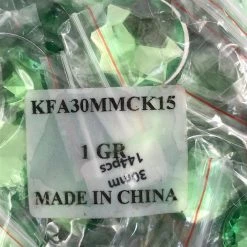 KFA30MMCK15
1 GR
30mm
144pcs
MADE IN CHINA